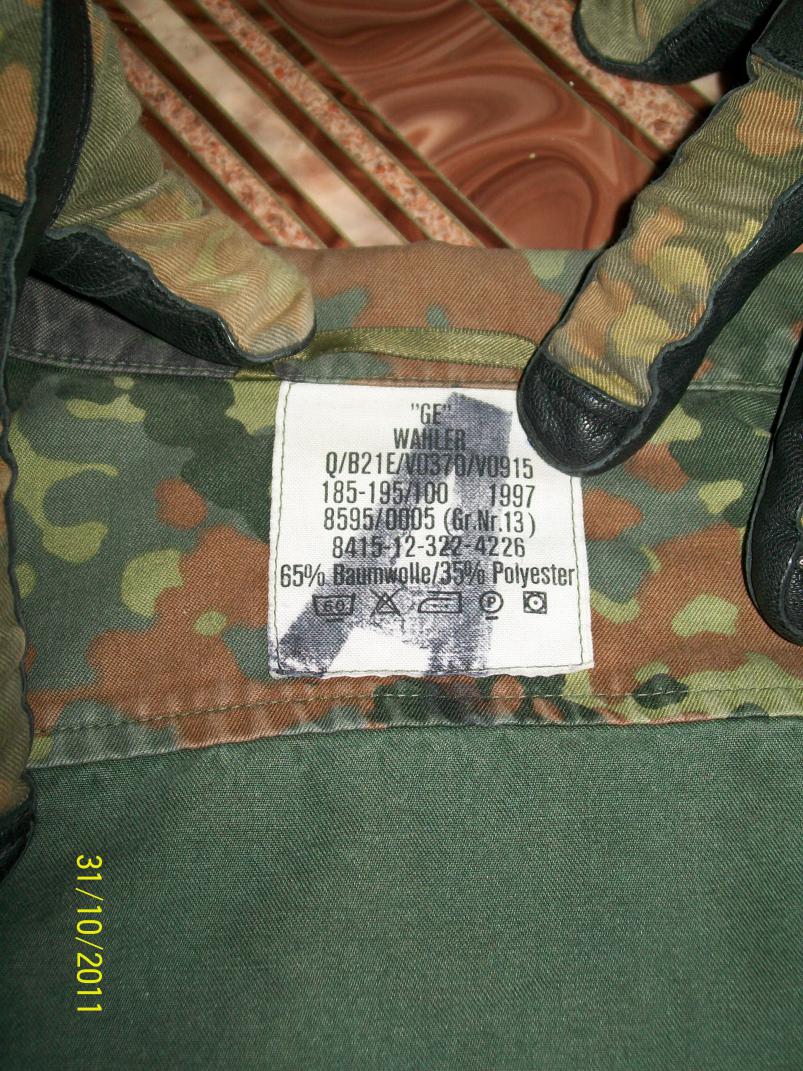 "GE"
WAHLER
Q/B21E/V0370/V0915
185-195/100 1997
8595/0005 (Gr.Nr.13)
8415-12-322-4226
65% Baumwolle/35% Polyester
60 P
31/10/2011